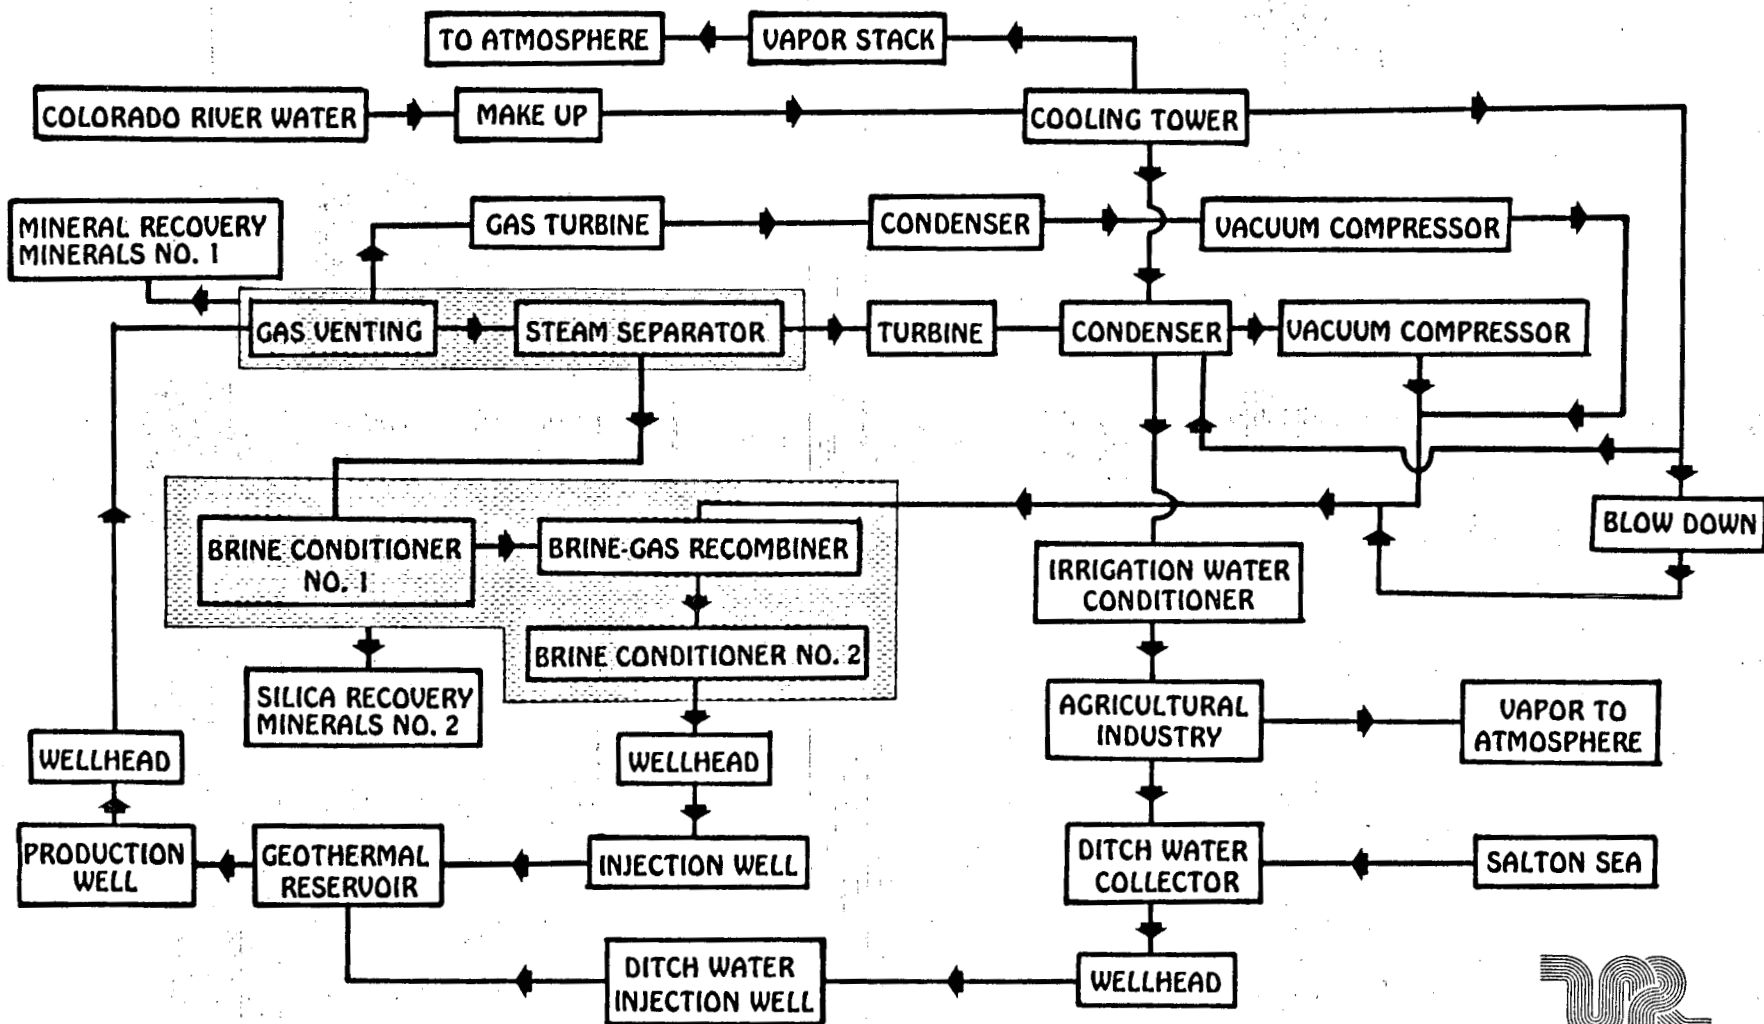 TO ATMOSPHERE
VAPOR STACK
COLORADO RIVER WATER
MAKE UP
COOLING TOWER
MINERAL RECOVERY
MINERALS NO. 1
GAS TURBINE
CONDENSER
VACUUM COMPRESSOR
GAS VENTING
STEAM SEPARATOR
TURBINE
CONDENSER
VACUUM COMPRESSOR
BRINE CONDITIONER
NO. 1
BRINE-GAS RECOMBINER
BLOW DOWN
IRRIGATION WATER
CONDITIONER
BRINE CONDITIONER NO. 2
SILICA RECOVERY
MINERALS NO. 2
AGRICULTURAL
INDUSTRY
VAPOR TO
ATMOSPHERE
WELLHEAD
WELLHEAD
PRODUCTION
WELL
GEOTHERMAL
RESERVOIR
INJECTION WELL
DITCH WATER
COLLECTOR
SALTON SEA
DITCH WATER
INJECTION WELL
WELLHEAD